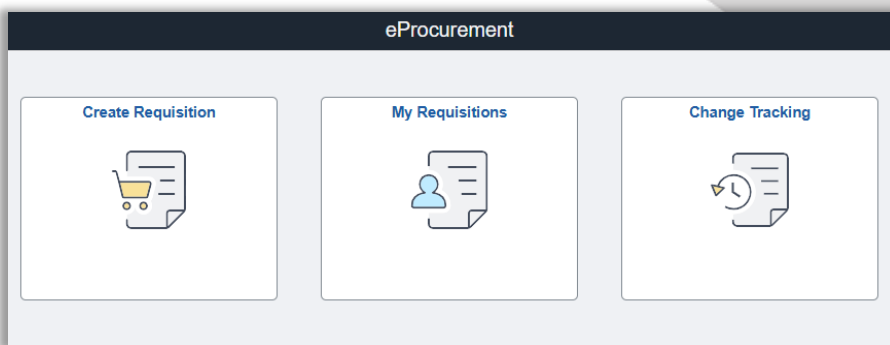 eProcurement
Create Requisition
My Requisitions
Change Tracking